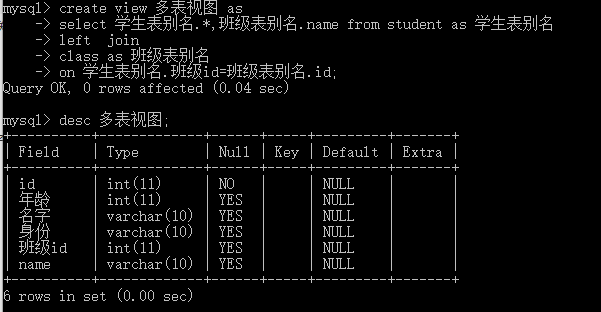 mysql> create view 多表视图 as
-> select 学生表别名.*,班级表别名.name from student as 学生表别名
-> left  join
-> class as 班级表别名
-> on 学生表别名.班级id=班级表别名.id;
Query OK, 0 rows affected (0.04 sec)
mysql> desc 多表视图;
+----------+-------------+------+-----+---------+-------+
| Field | Type | Null | Key | Default | Extra |
+----------+-------------+------+-----+---------+-------+
| id | int(11) | NO | | NULL | |
| 年龄 | int(11) | YES | | NULL | |
| 名字 | varchar(10) | YES | | NULL | |
| 身份 | varchar(10) | YES | | NULL | |
| 班级id | int(11) | YES | | NULL | |
| name | varchar(10) | YES | | NULL | |
+----------+-------------+------+-----+---------+-------+
6 rows in set (0.00 sec)